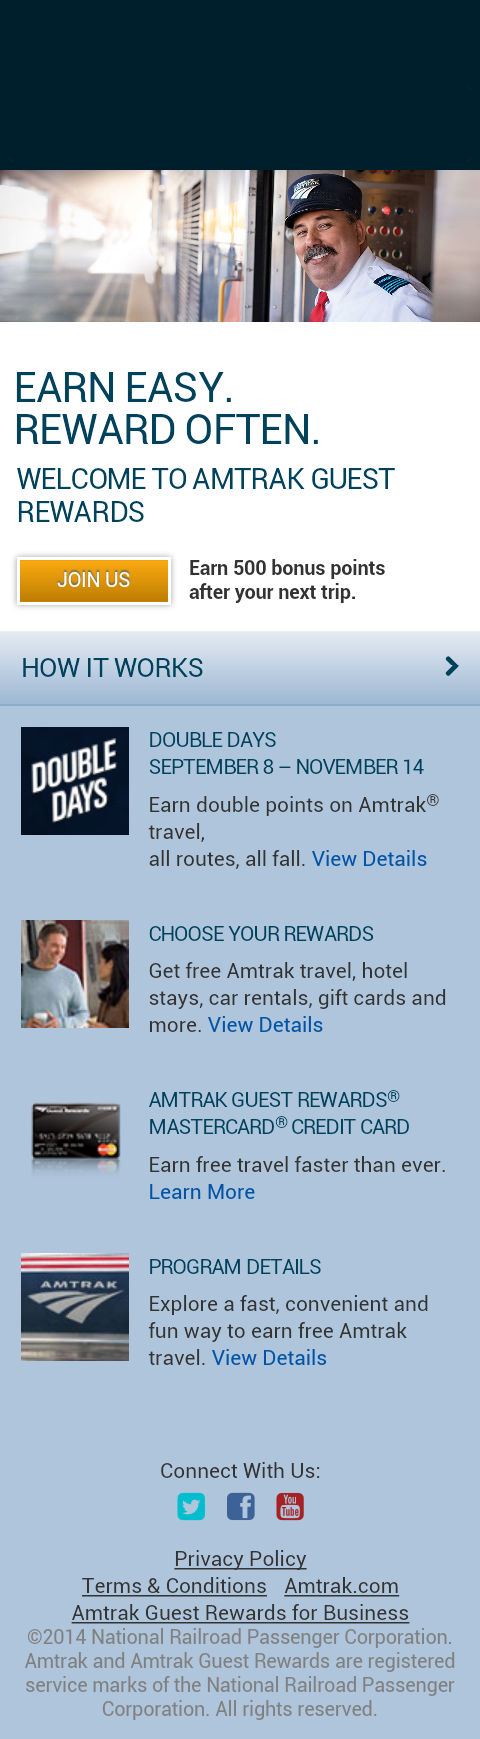 EARN EASY.
REWARD OFTEN.
WELCOME TO AMTRAK GUEST
REWARDS
JOIN US
Earn 500 bonus points
after your next trip.
HOW IT WORKS
DOUBLE
DAYS
DOUBLE DAYS
SEPTEMBER 8 – NOVEMBER 14
Earn double points on Amtrak®
travel,
all routes, all fall. View Details
CHOOSE YOUR REWARDS
Get free Amtrak travel, hotel
stays, car rentals, gift cards and
more. View Details
Guest Rewards
AMTRAK GUEST REWARDS®
MASTERCARD® CREDIT CARD
Earn free travel faster than ever.
Learn More
AMTRAK
PROGRAM DETAILS
Explore a fast, convenient and
fun way to earn free Amtrak
travel. View Details
Connect With Us:
You
Tube
Privacy Policy
Terms & Conditions Amtrak.com
Amtrak Guest Rewards for Business
©2014 National Railroad Passenger Corporation.
Amtrak and Amtrak Guest Rewards are registered
service marks of the National Railroad Passenger
Corporation. All rights reserved.